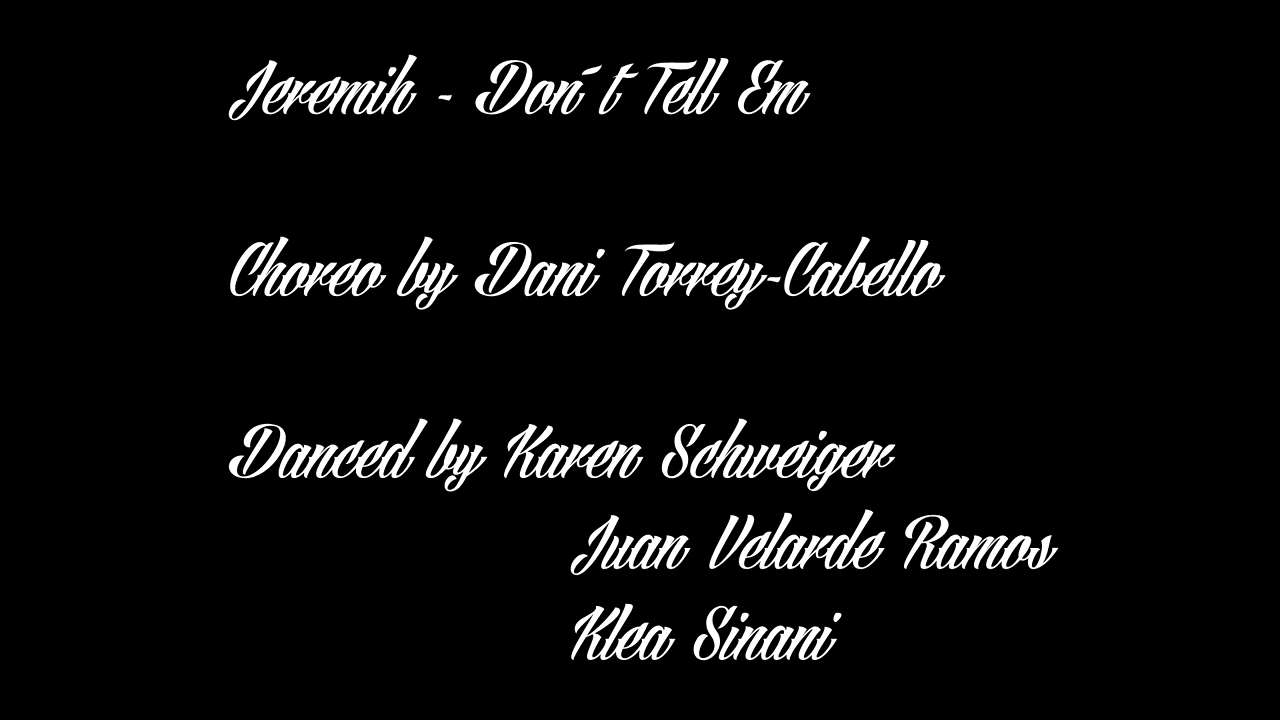 Jeremih - Don´t Tell Em
Choreo by Dani Torrey-Cabello
Danced by Karen Schweiger
Juan Velarde Ramos
Klea Sinani